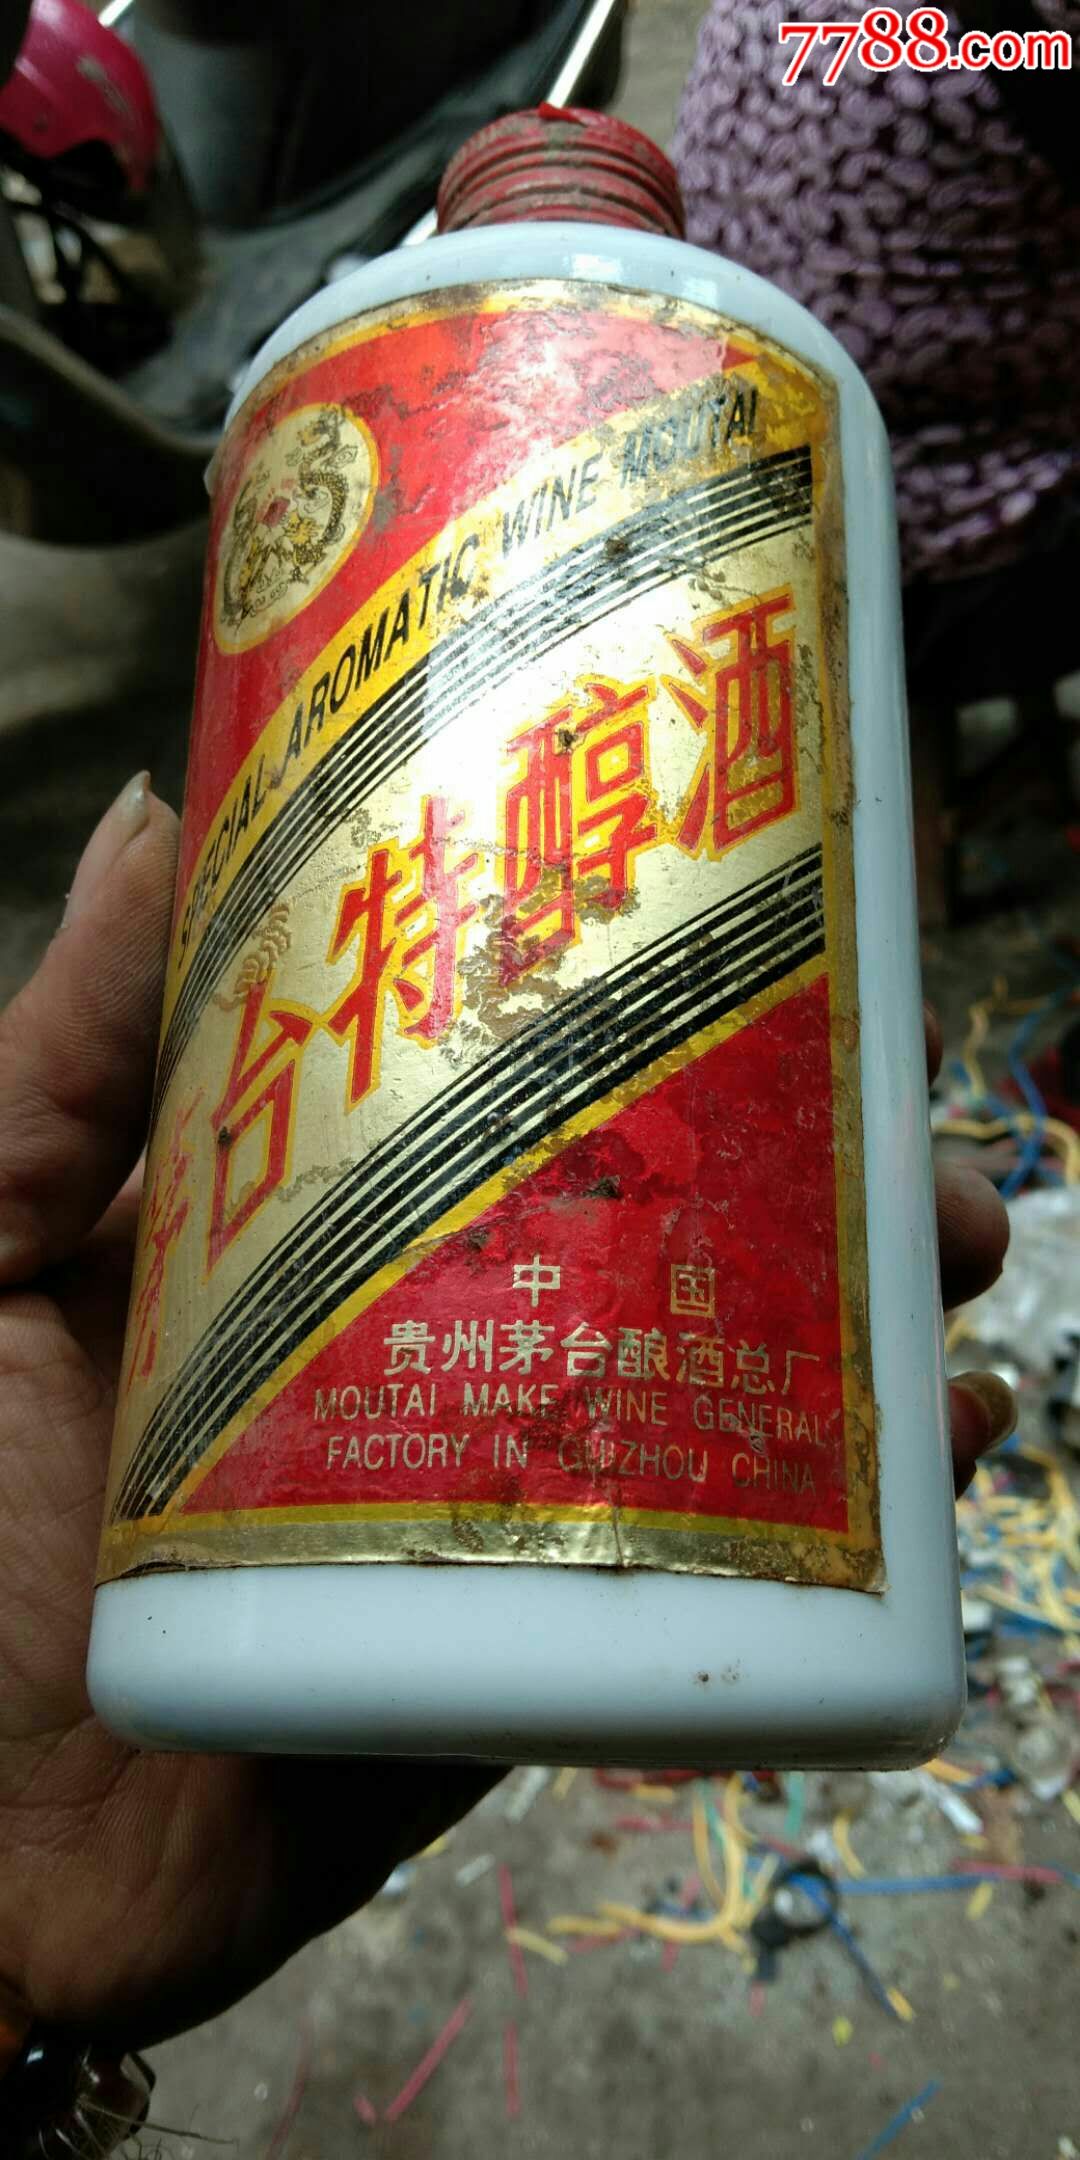 7788.com
SPECIAL AROMATIC WINE MOUTAI
茅台特醇酒
中国
贵州茅台酿酒总厂
MOUTAI MAKE WINE GENERAL
FACTORY IN GUIZHOU CHINA